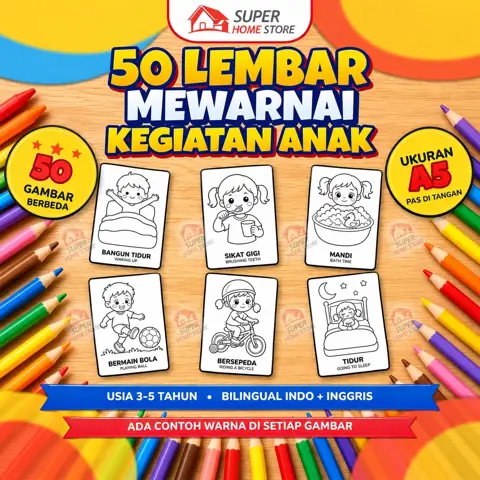 SUPER
HOME STORE
50 LEMBAR
MEWARNAI
KEGIATAN ANAK
50
GAMBAR
BERBEDA
UKURAN
A5
PAS DI TANGAN
BANGUN TIDUR
WAKING UP
SIKAT GIGI
BRUSHING TEETH
MANDI
BATH TIME
BERMAIN BOLA
PLAYING BALL
BERSEPEDA
RIDING A BICYCLE
TIDUR
GOING TO SLEEP
USIA 3-5 TAHUN • BILINGUAL INDO + INGGRIS
ADA CONTOH WARNA DI SETIAP GAMBAR